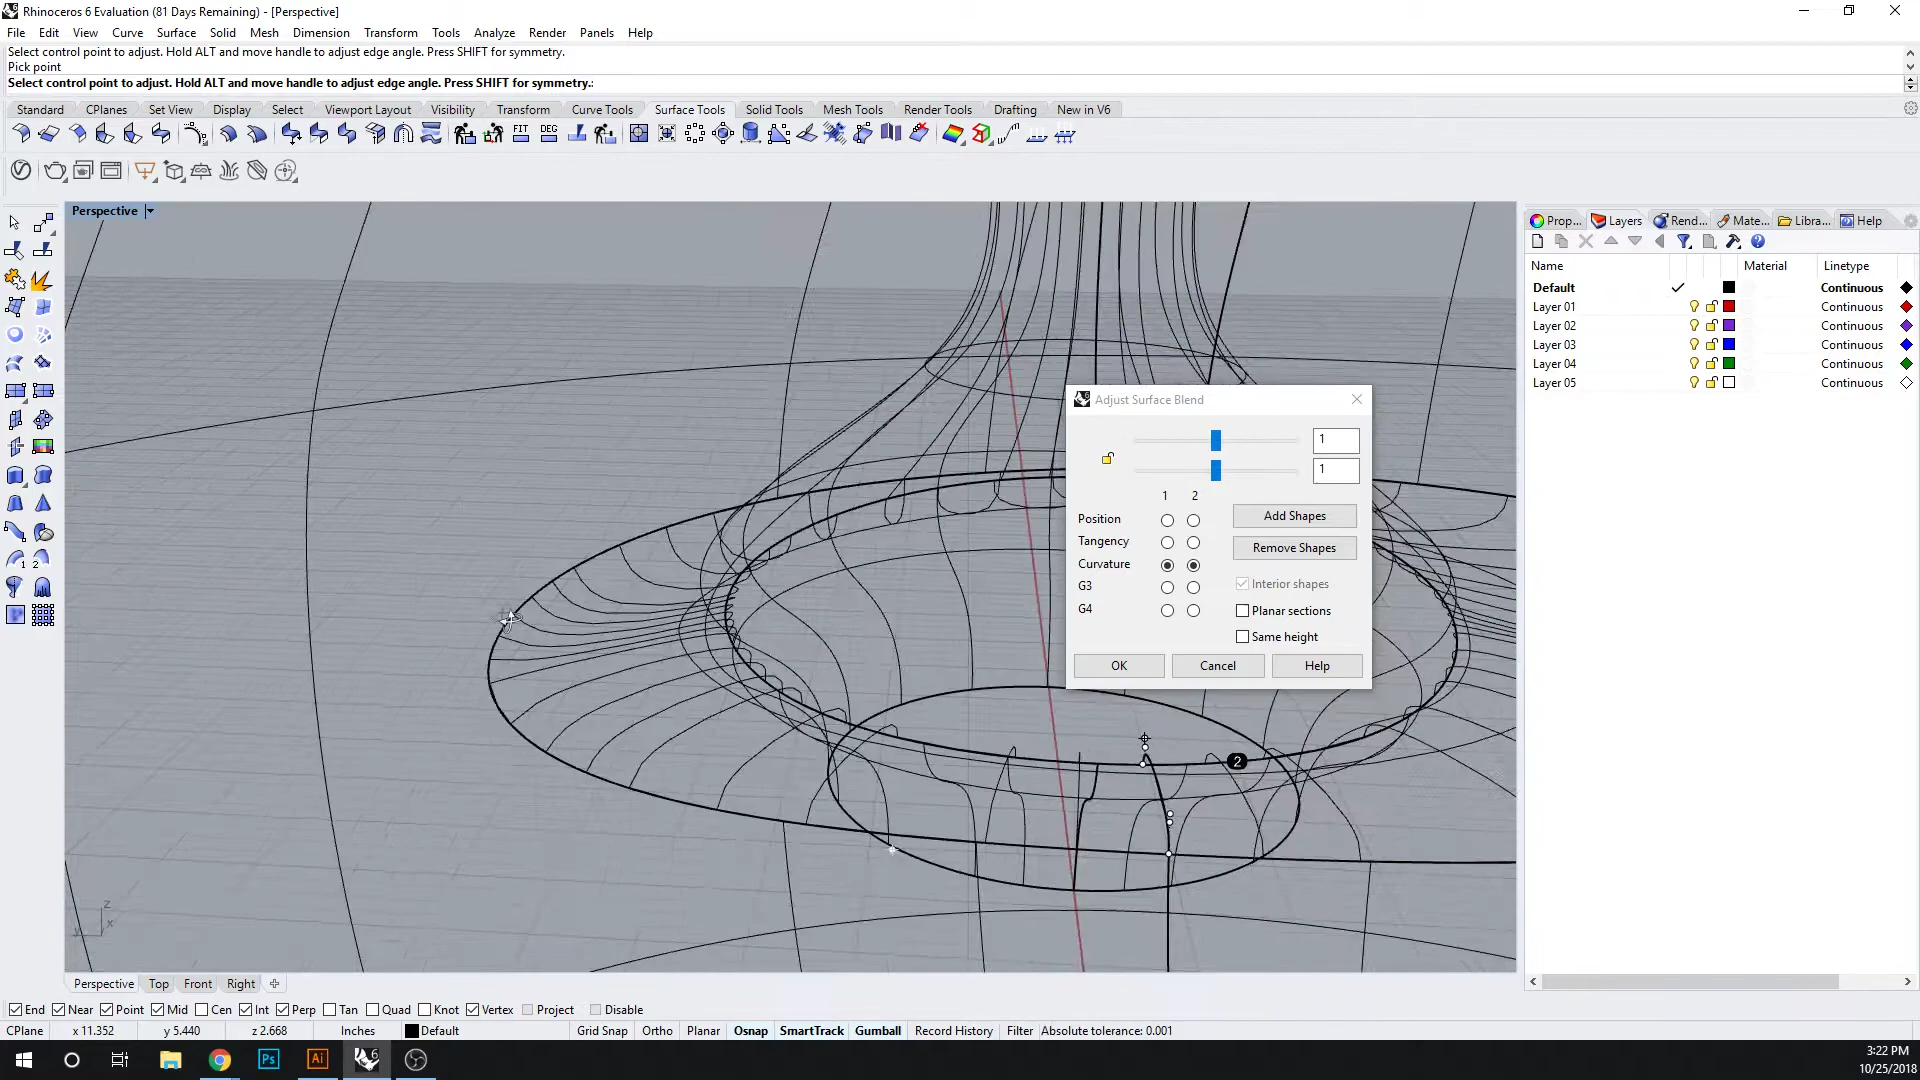 Rhinoceros 6 Evaluation (81 Days Remaining) - [Perspective]
File Edit View Curve Surface Solid Mesh Dimension Transform Tools Analyze Render Panels Help
Select control point to adjust. Hold ALT and move handle to adjust edge angle. Press SHIFT for symmetry.
Pick point
Select control point to adjust. Hold ALT and move handle to adjust edge angle. Press SHIFT for symmetry.:
Standard CPlanes Set View Display Select Viewport Layout Visibility Transform Curve Tools Surface Tools Solid Tools Mesh Tools Render Tools Drafting New in V6
FIT DEG
Perspective
Prop... Layers Rend... Mate... Libra... Help
Name Material Linetype
Default Continuous
Layer 01 Continuous
Layer 02 Continuous
Layer 03 Continuous
Layer 04 Continuous
Layer 05 Continuous
Adjust Surface Blend
1
1
1 2
Position
Tangency
Curvature
G3
G4
Add Shapes
Remove Shapes
Interior shapes
Planar sections
Same height
OK Cancel Help
2
z
y x
1 2
Perspective Top Front Right
End Near Point Mid Cen Int Perp Tan Quad Knot Vertex Project Disable
CPlane x 11.352 y 5.440 z 2.668 Inches Default Grid Snap Ortho Planar Osnap SmartTrack Gumball Record History Filter Absolute tolerance: 0.001
Ps Ai 6
3:22 PM
10/25/2018